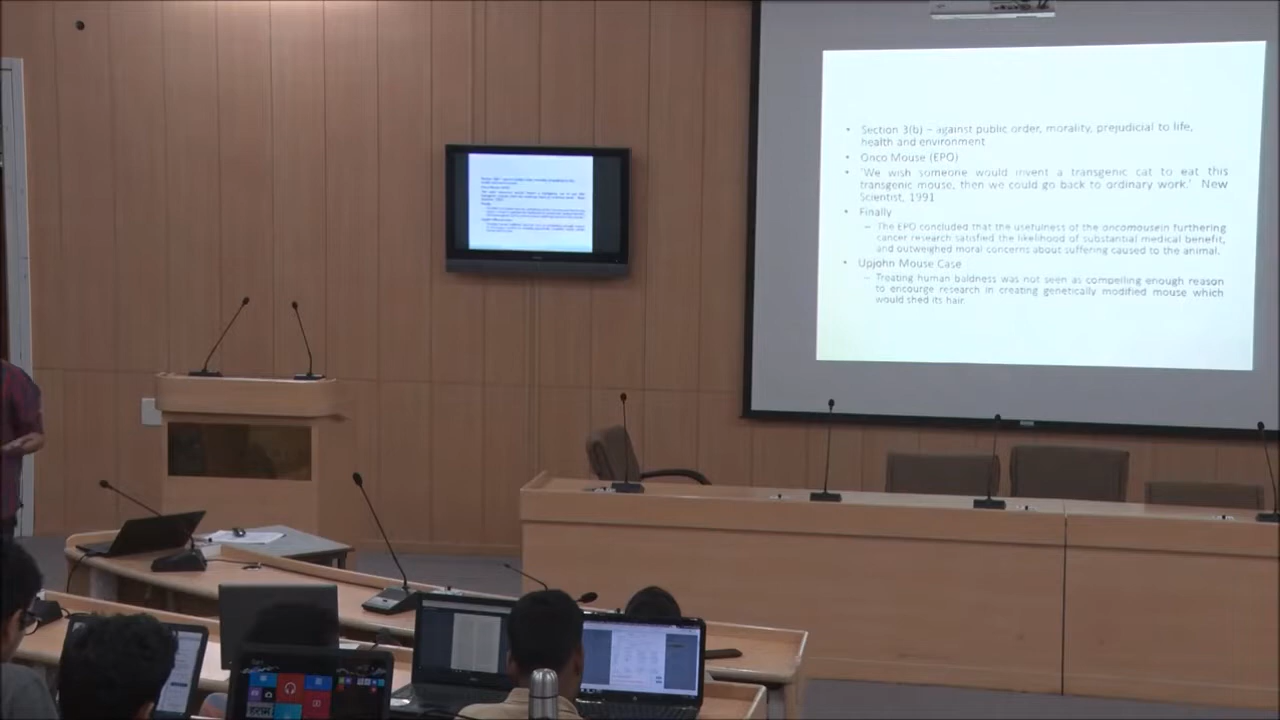 • Section 3(b) – against public order, morality, prejudicial to life,
health and environment
• Onco Mouse (EPO)
• 'We wish someone would invent a transgenic cat to eat this
transgenic mouse, then we could go back to ordinary work.' New
Scientist, 1991
• Finally
– The EPO concluded that the usefulness of the oncomousein furthering
cancer research satisfied the likelihood of substantial medical benefit,
and outweighed moral concerns about suffering caused to the animal.
• Upjohn Mouse Case
– Treating human baldness was not seen as compelling enough reason
to encourge research in creating genetically modified mouse which
would shed its hair.